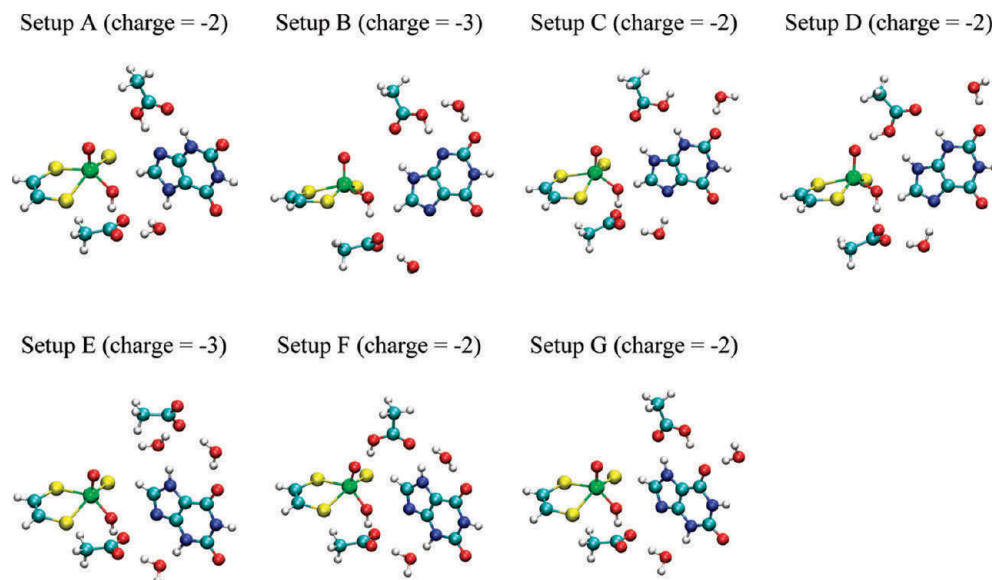 Setup A (charge = -2)
Setup B (charge = -3)
Setup C (charge = -2)
Setup D (charge = -2)
Setup E (charge = -3)
Setup F (charge = -2)
Setup G (charge = -2)